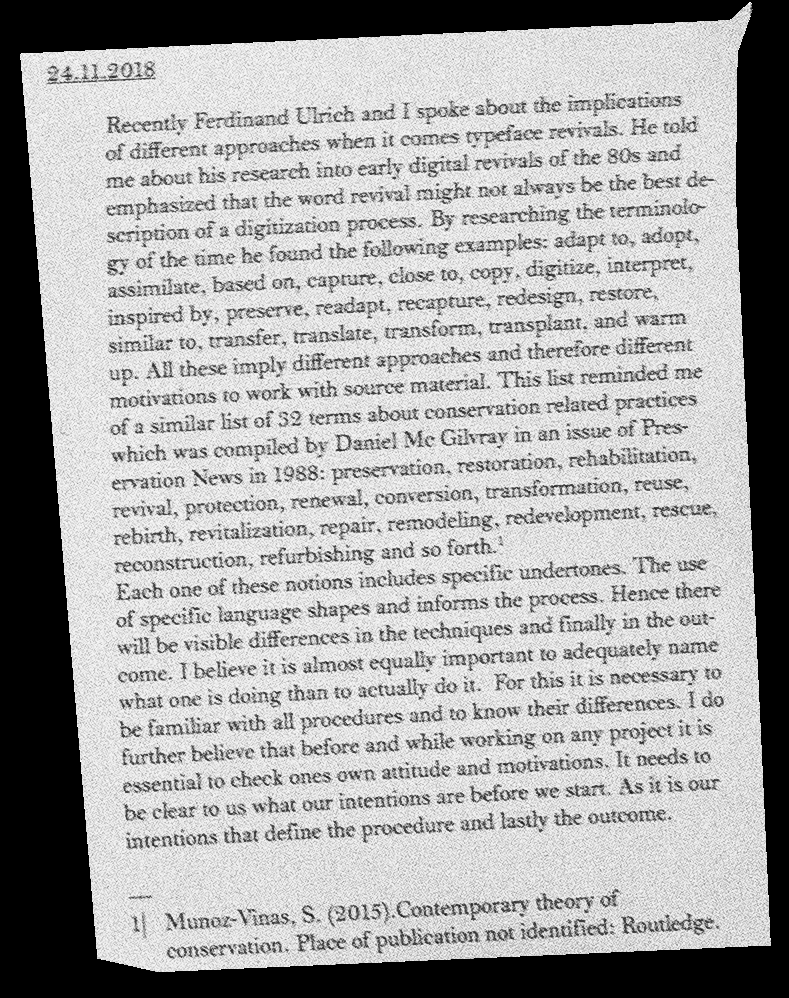 24.11.2018
Recently Ferdinand Ulrich and I spoke about the implications
of different approaches when it comes typeface revivals. He told
me about his research into early digital revivals of the 80s and
emphasized that the word revival might not always be the best de-
scription of a digitization process. By researching the terminolo-
gy of the time he found the following examples: adapt to, adopt,
assimilate, based on, capture, close to, copy, digitize, interpret,
inspired by, preserve, readapt, recapture, redesign, restore,
similar to, transfer, translate, transform, transplant, and warm
up. All these imply different approaches and therefore different
motivations to work with source material. This list reminded me
of a similar list of 32 terms about conservation related practices
which was compiled by Daniel Mc Gilvray in an issue of Pres-
ervation News in 1988: preservation, restoration, rehabilitation,
revival, protection, renewal, conversion, transformation, reuse,
rebirth, revitalization, repair, remodeling, redevelopment, rescue,
reconstruction, refurbishing and so forth.¹
Each one of these notions includes specific undertones. The use
of specific language shapes and informs the process. Hence there
will be visible differences in the techniques and finally in the out-
come. I believe it is almost equally important to adequately name
what one is doing than to actually do it. For this it is necessary to
be familiar with all procedures and to know their differences. I do
further believe that before and while working on any project it is
essential to check ones own attitude and motivations. It needs to
be clear to us what our intentions are before we start. As it is our
intentions that define the procedure and lastly the outcome.
1| Munoz-Vinas, S. (2015).Contemporary theory of
conservation. Place of publication not identified: Routledge.